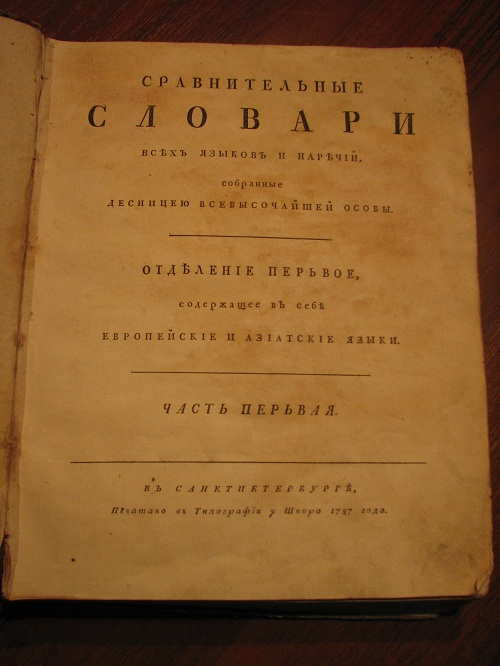 СРАВНИТЕЛЬНЫЕ
СЛОВАРИ
ВСѢХЪ ЯЗЫКОВЪ И НАРѢЧІЙ,
собранные
ДЕСНИЦЕЮ ВСЕВЫСОЧАЙШЕЙ ОСОБЫ.
ОТДѢЛЕНІЕ ПЕРЬВОЕ,
содержащее въ себѣ
ЕВРОПЕЙСКІЕ И АЗІАТСКІЕ ЯЗЫКИ.
ЧАСТЬ ПЕРЬВАЯ.
ВЪ САНКТПЕТЕРБУРГѢ,
Печатано въ Типографіи у Шнора 1787 года.